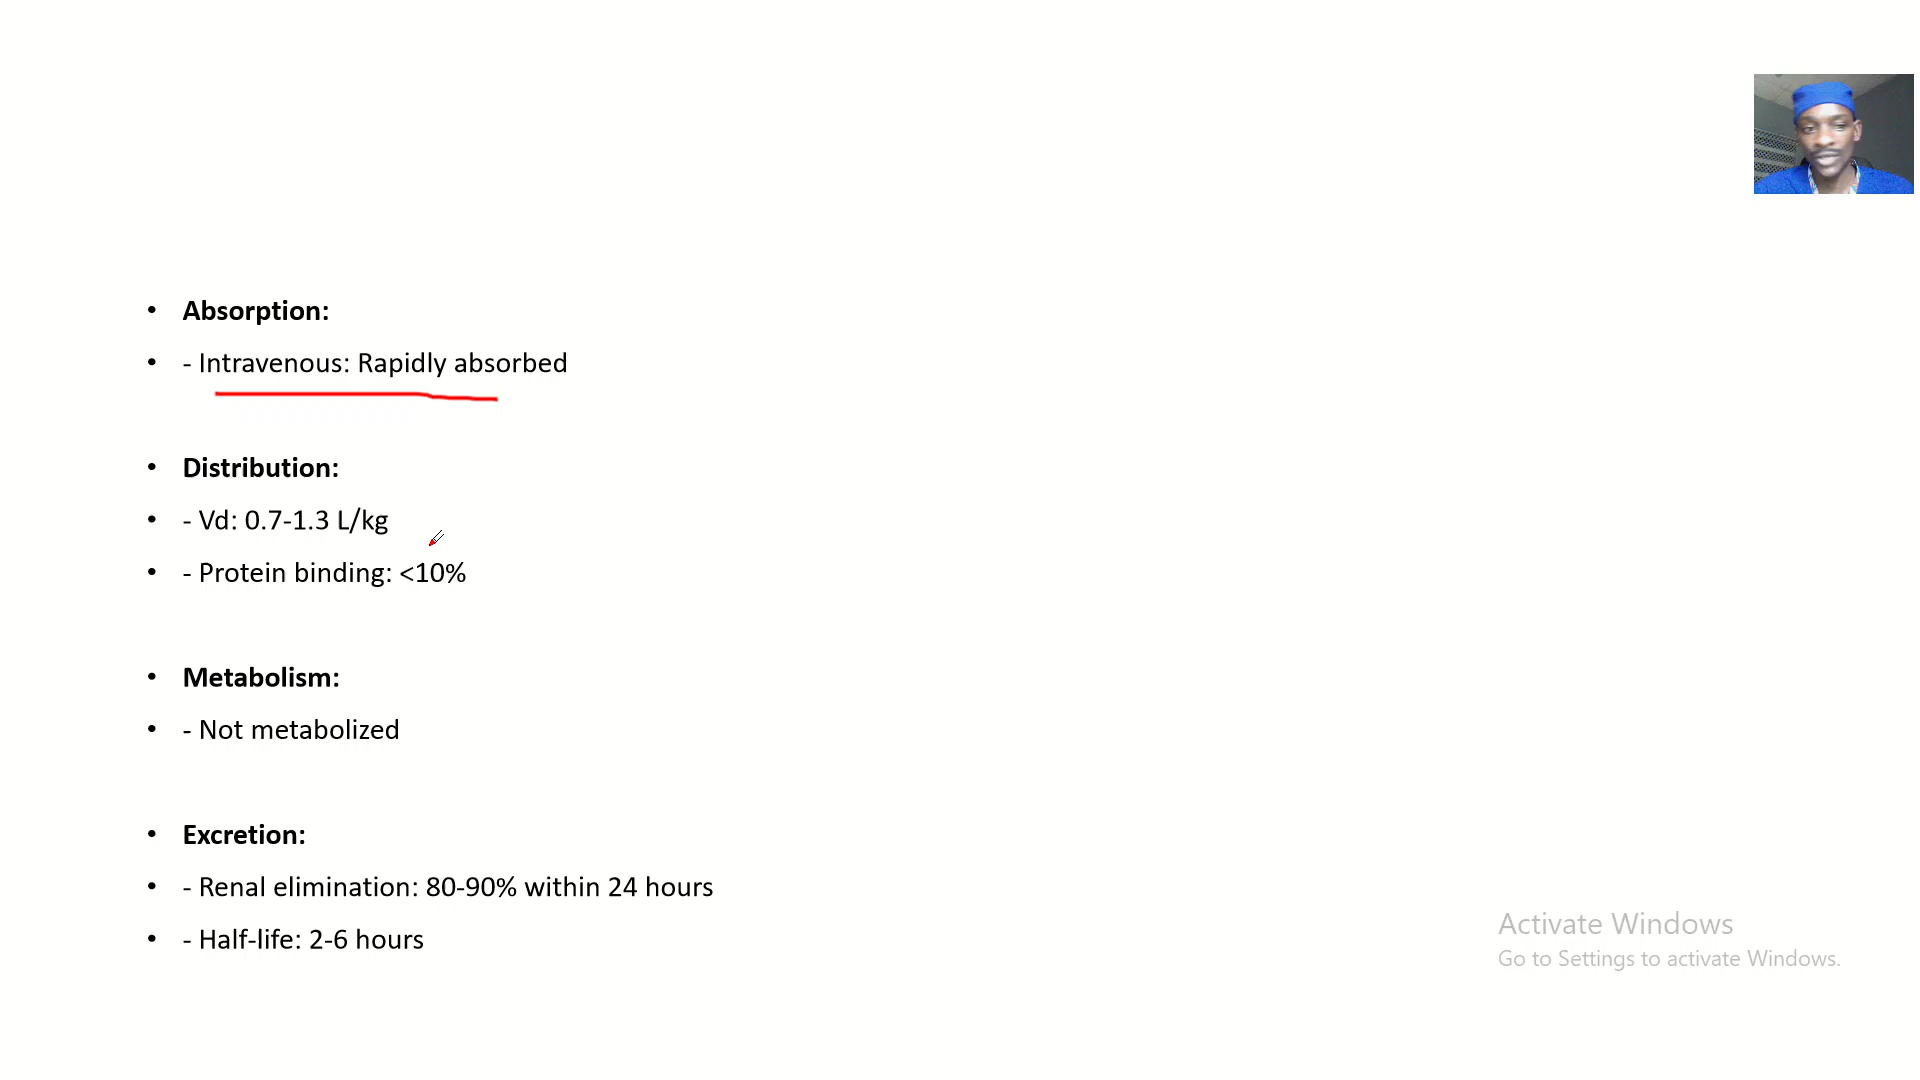 • Absorption:
• - Intravenous: Rapidly absorbed
• Distribution:
• - Vd: 0.7-1.3 L/kg
• - Protein binding: <10%
• Metabolism:
• - Not metabolized
• Excretion:
• - Renal elimination: 80-90% within 24 hours
• - Half-life: 2-6 hours
Activate Windows
Go to Settings to activate Windows.